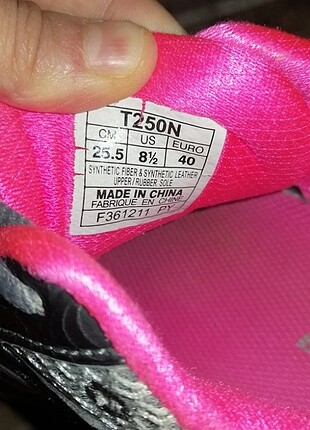 T250N
CM US EURO
25.5 8½ 40
SYNTHETIC FIBER & SYNTHETIC LEATHER
UPPER / RUBBER SOLE
MADE IN CHINA
FABRIQUE EN CHINE
F361211 PY